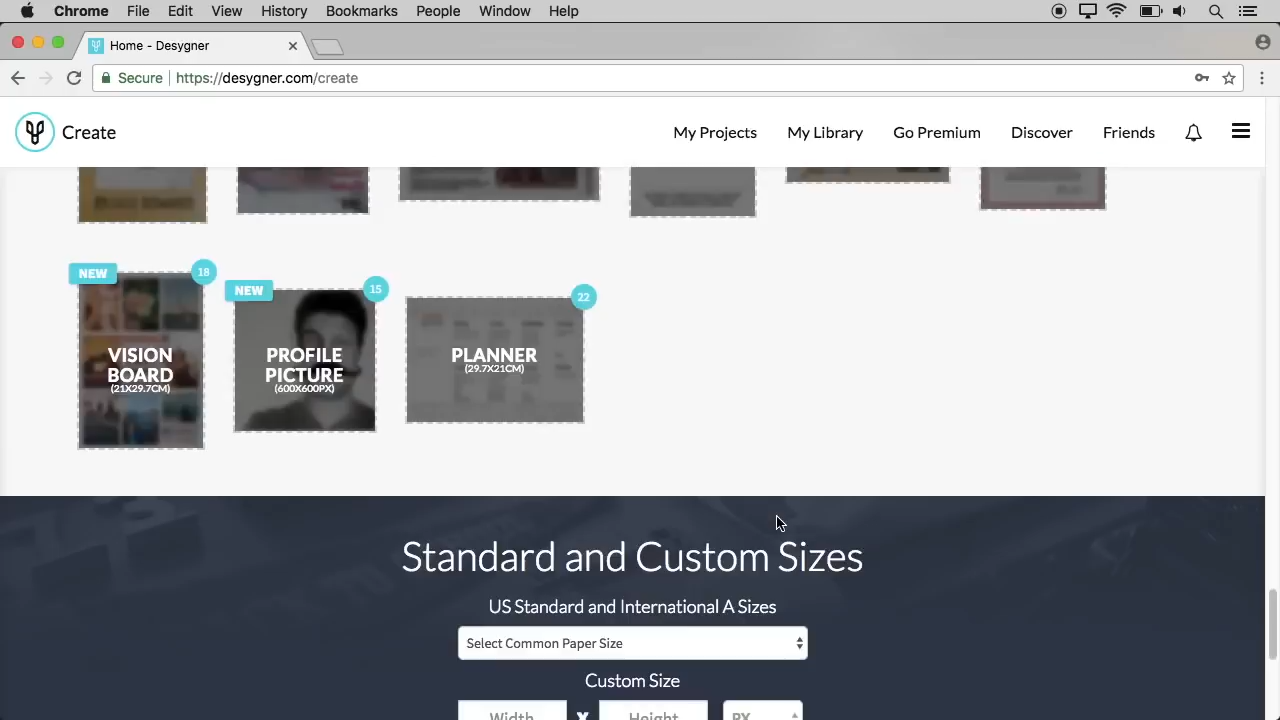 Chrome File Edit View History Bookmarks People Window Help
Home - Desygner
Secure https://desygner.com/create
Create My Projects My Library Go Premium Discover Friends
NEW 18
NEW 15
22
VISION
BOARD
(21X29.7CM)
PROFILE
PICTURE
(600X600PX)
PLANNER
(29.7X21CM)
Standard and Custom Sizes
US Standard and International A Sizes
Select Common Paper Size
Custom Size
Width X Height PX